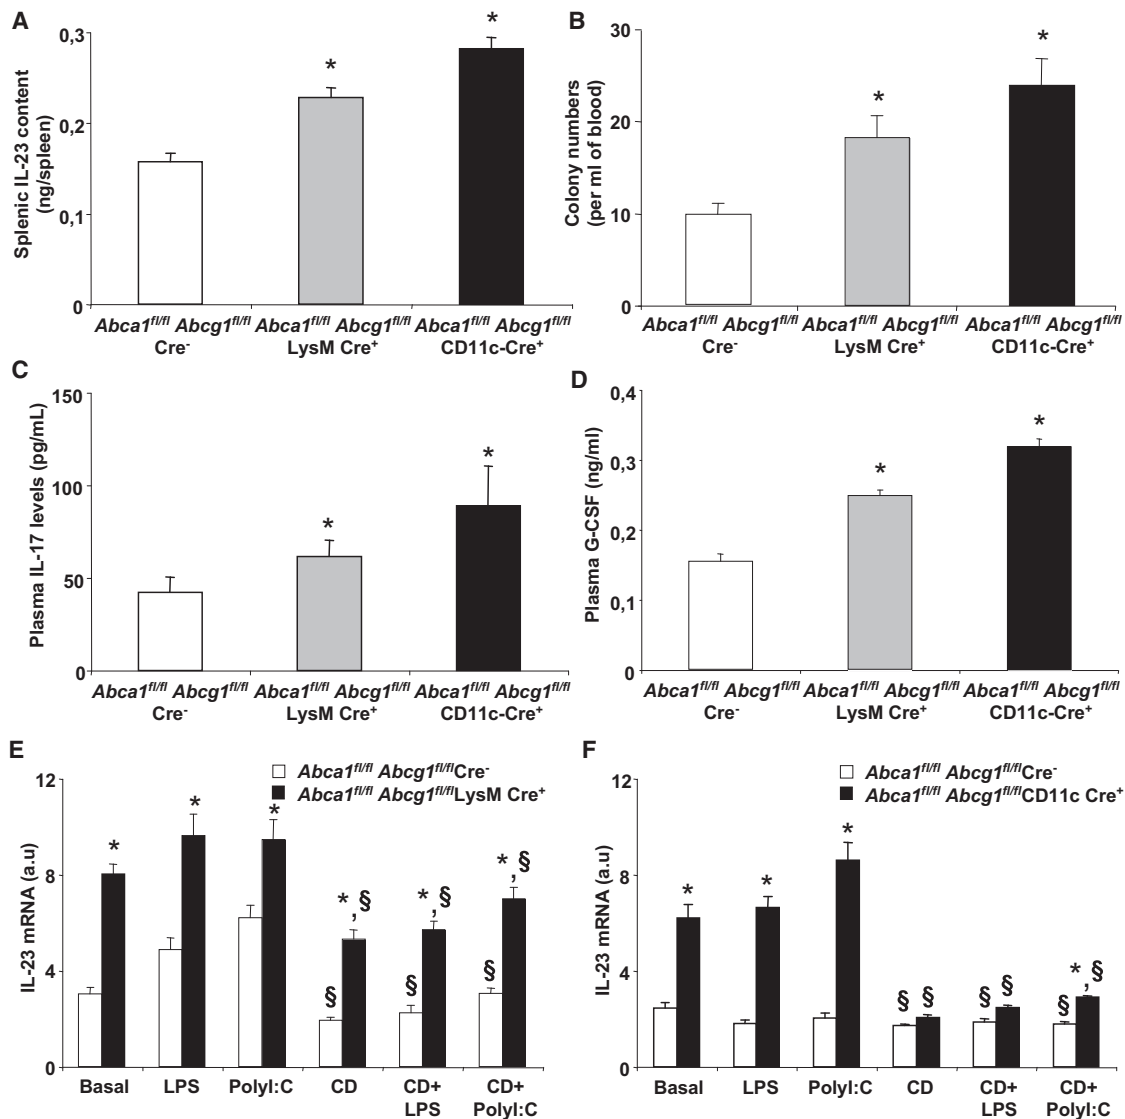 A
Splenic IL-23 content
(ng/spleen)
0,3
0,2
0,1
0
*
*
Abca1fl/fl Abcg1fl/fl
Cre-
Abca1fl/fl Abcg1fl/fl
LysM Cre+
Abca1fl/fl Abcg1fl/fl
CD11c-Cre+
B
Colony numbers
(per ml of blood)
30
20
10
0
*
*
Abca1fl/fl Abcg1fl/fl
Cre-
Abca1fl/fl Abcg1fl/fl
LysM Cre+
Abca1fl/fl Abcg1fl/fl
CD11c-Cre+
C
Plasma IL-17 levels (pg/mL)
150
100
50
0
*
*
Abca1fl/fl Abcg1fl/fl
Cre-
Abca1fl/fl Abcg1fl/fl
LysM Cre+
Abca1fl/fl Abcg1fl/fl
CD11c-Cre+
D
Plasma G-CSF (ng/ml)
0,4
0,3
0,2
0,1
0
*
*
Abca1fl/fl Abcg1fl/fl
Cre-
Abca1fl/fl Abcg1fl/fl
LysM Cre+
Abca1fl/fl Abcg1fl/fl
CD11c-Cre+
E
Abca1fl/fl Abcg1fl/flCre-
Abca1fl/fl Abcg1fl/flLysM Cre+
IL-23 mRNA (a.u)
12
8
4
0
*
*
*
§
*,§
§
*,§
§
*,§
Basal
LPS
PolyI:C
CD
CD+
LPS
CD+
PolyI:C
F
Abca1fl/fl Abcg1fl/flCre-
Abca1fl/fl Abcg1fl/flCD11c Cre+
IL-23 mRNA (a.u)
12
8
4
0
*
*
*
§
§
§
§
§
*,§
Basal
LPS
PolyI:C
CD
CD+
LPS
CD+
PolyI:C